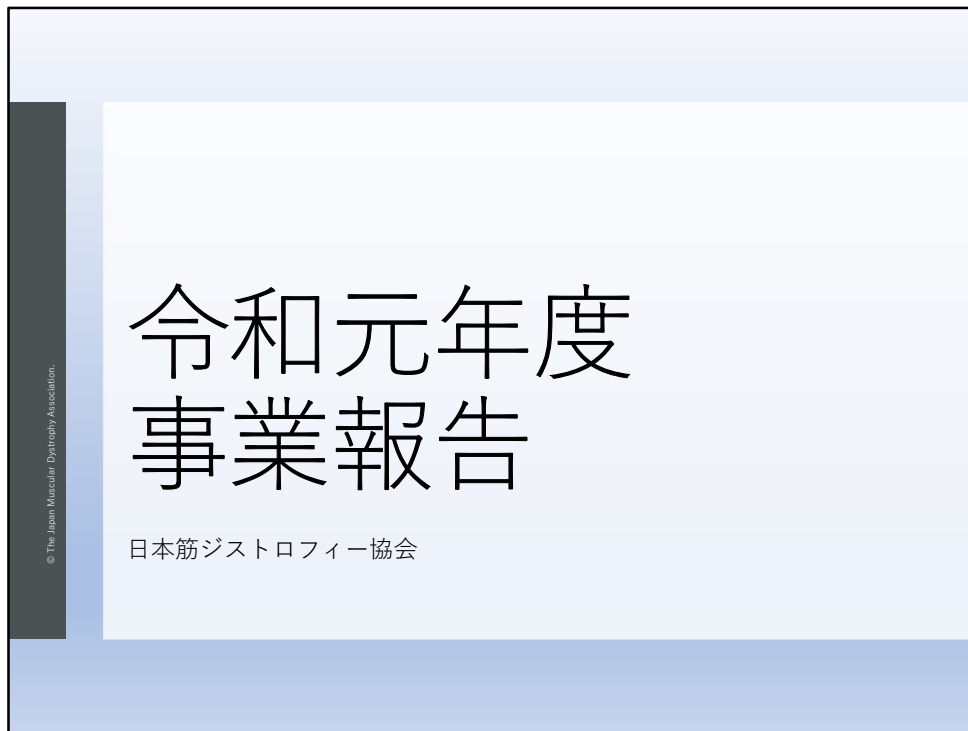 令和元年度
事業報告
日本筋ジストロフィー協会
© The Japan Muscular Dystrophy Association.